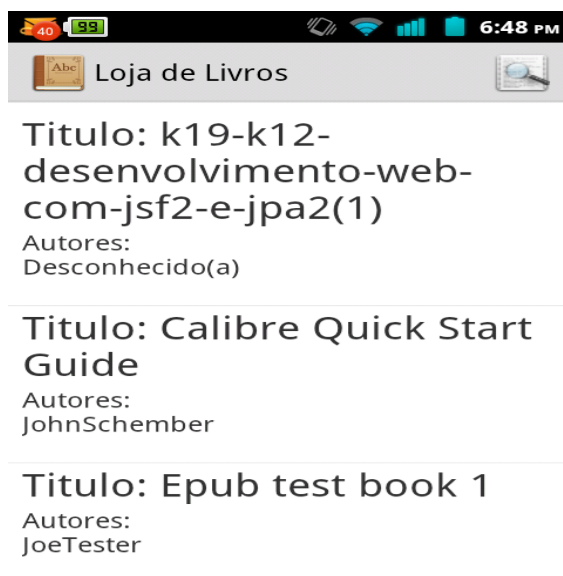 40 99 6:48 PM
Abc Loja de Livros
Titulo: k19-k12-
desenvolvimento-web-
com-jsf2-e-jpa2(1)
Autores:
Desconhecido(a)
Titulo: Calibre Quick Start
Guide
Autores:
JohnSchember
Titulo: Epub test book 1
Autores:
JoeTester